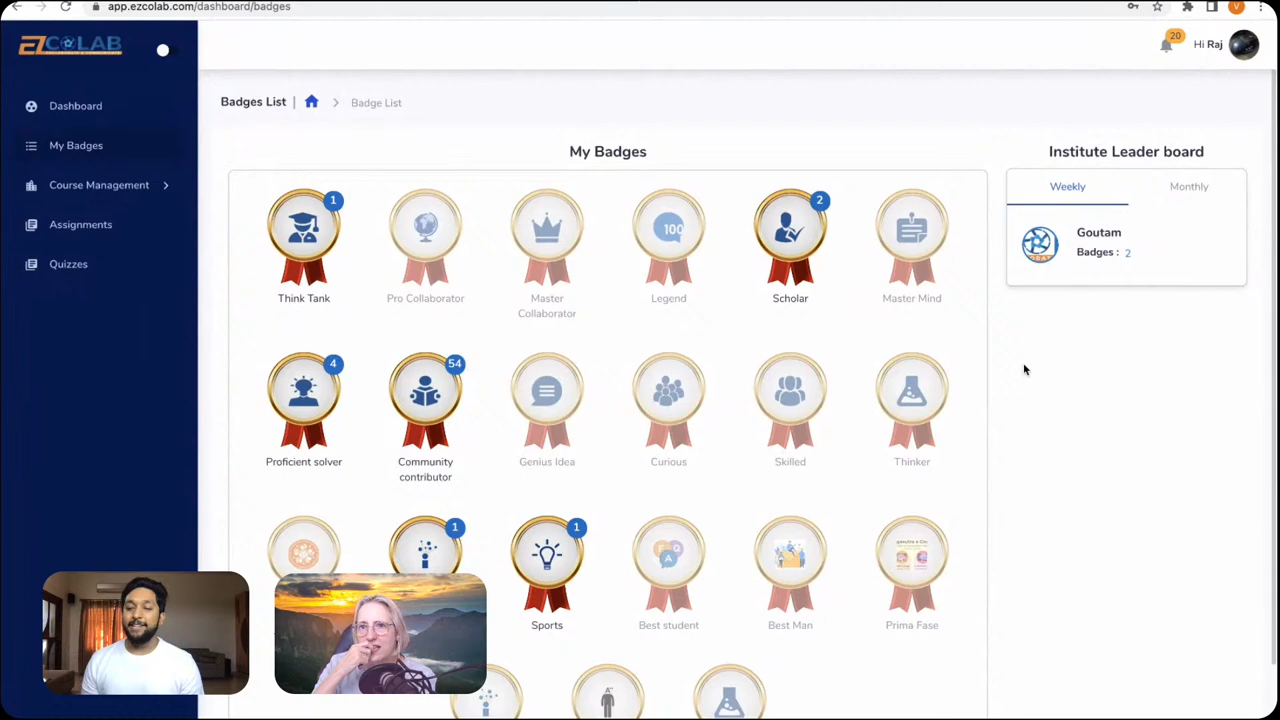 app.ezcolab.com/dashboard/badges
V
EZCOLAB
20
Hi Raj
Dashboard
My Badges
Course Management
Assignments
Quizzes
Badges List | > Badge List
My Badges
1
100
2
Think Tank
Pro Collaborator
Master
Collaborator
Legend
Scholar
Master Mind
4
54
Proficient solver
Community
contributor
Genius Idea
Curious
Skilled
Thinker
1
1
Q
A
Sports
Best student
Best Man
Prima Fase
Institute Leader board
Weekly
Monthly
Goutam
Badges : 2